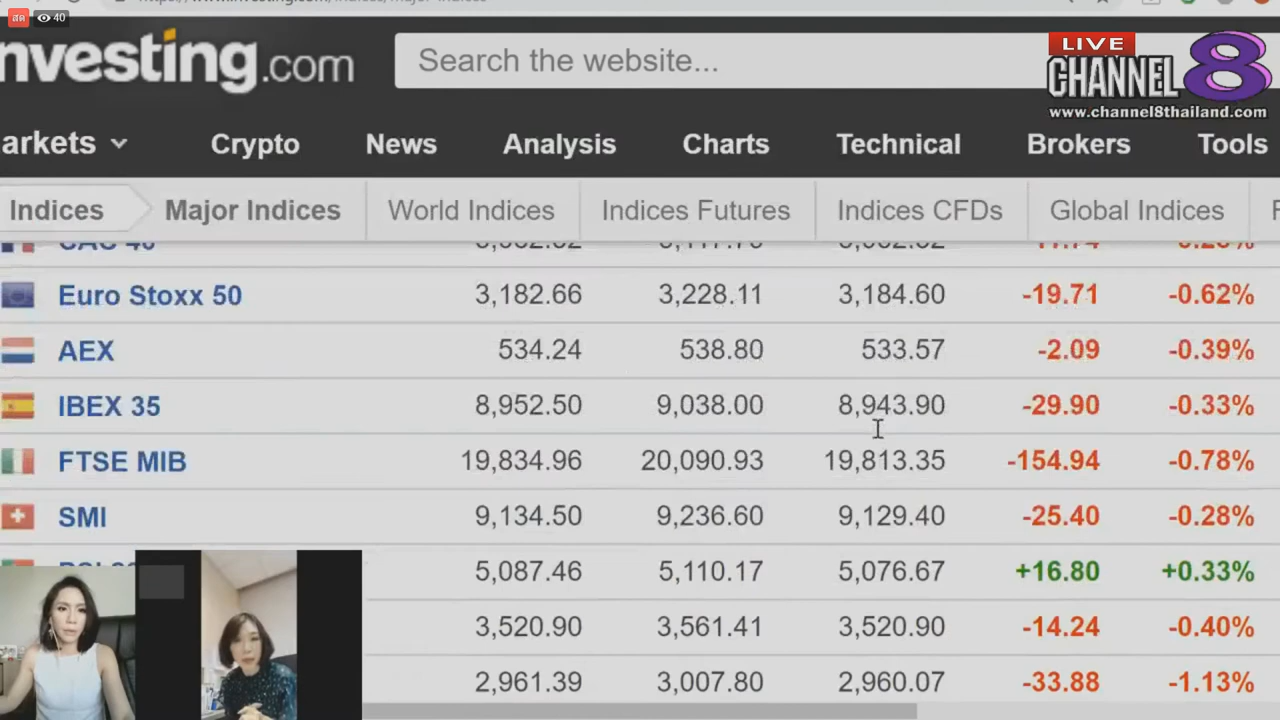 สด 40
nvesting.com Search the website... LIVE
CHANNEL 8
www.channel8thailand.com
arkets Crypto News Analysis Charts Technical Brokers Tools
Indices Major Indices World Indices Indices Futures Indices CFDs Global Indices
CAC 40
Euro Stoxx 50 3,182.66 3,228.11 3,184.60 -19.71 -0.62%
AEX 534.24 538.80 533.57 -2.09 -0.39%
IBEX 35 8,952.50 9,038.00 8,943.90 -29.90 -0.33%
FTSE MIB 19,834.96 20,090.93 19,813.35 -154.94 -0.78%
SMI 9,134.50 9,236.60 9,129.40 -25.40 -0.28%
5,087.46 5,110.17 5,076.67 +16.80 +0.33%
3,520.90 3,561.41 3,520.90 -14.24 -0.40%
2,961.39 3,007.80 2,960.07 -33.88 -1.13%